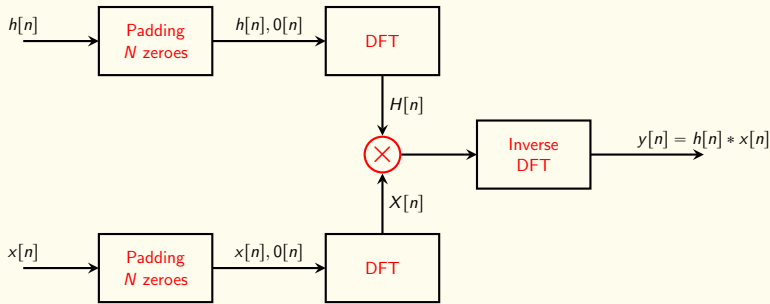 h[n]
Padding
N zeroes
h[n], 0[n]
DFT
H[n]
×
Inverse
DFT
y[n] = h[n] ∗ x[n]
X[n]
x[n]
Padding
N zeroes
x[n], 0[n]
DFT